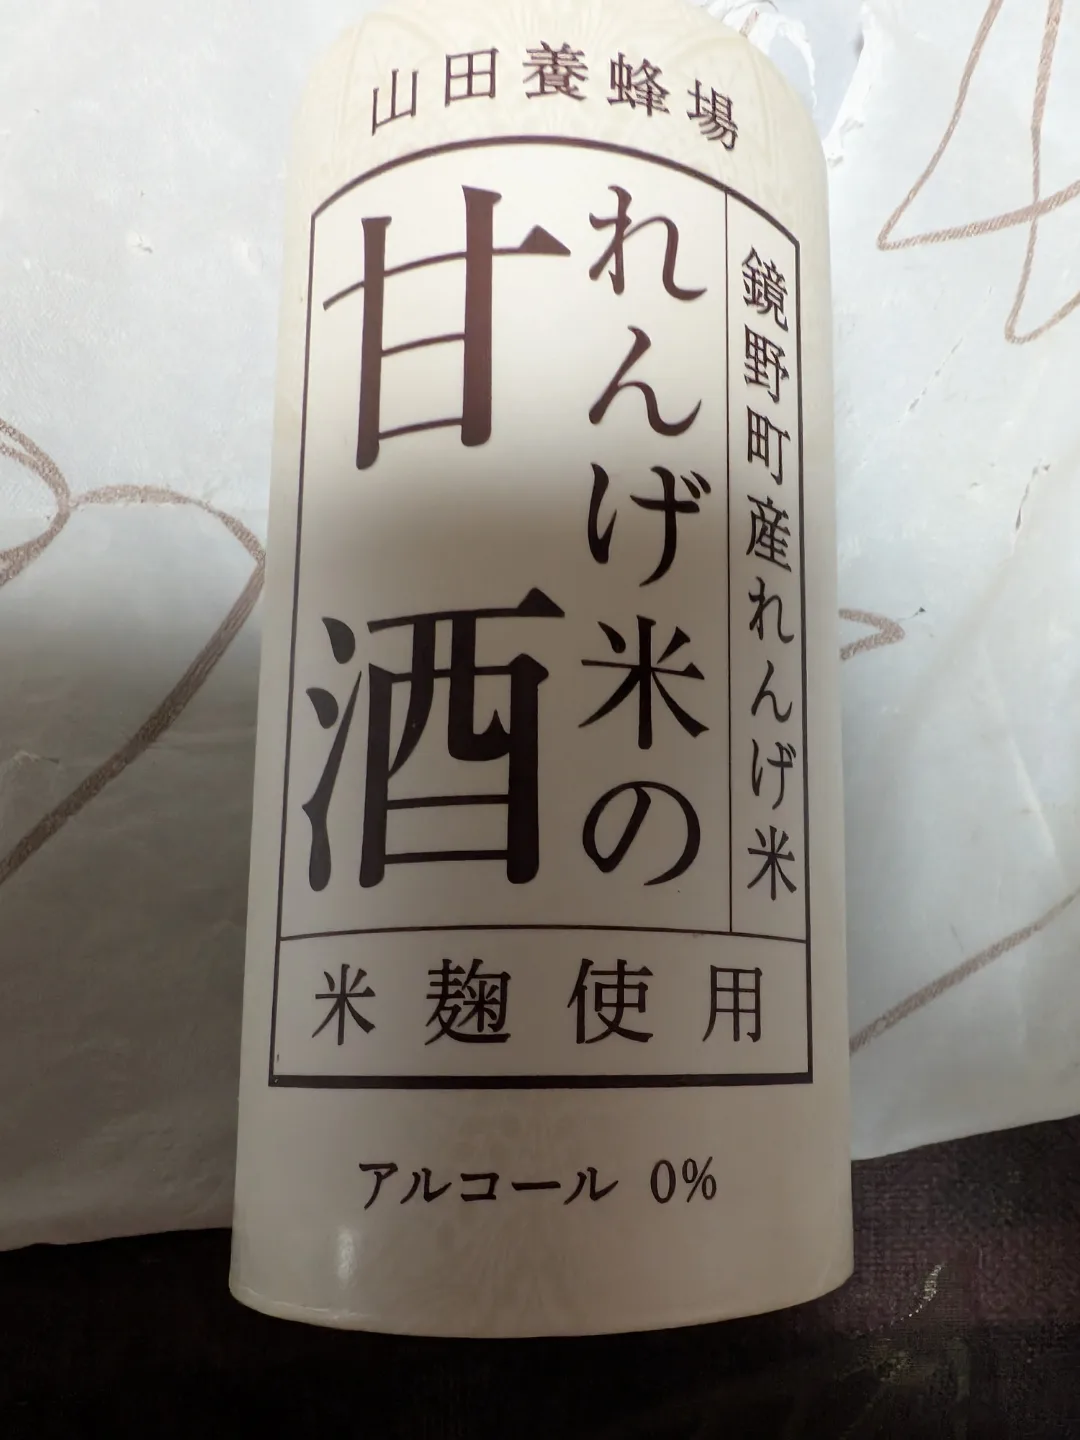 山田養蜂場
鏡野町産れんげ米
れんげ米の
甘酒
米麹使用
アルコール 0%